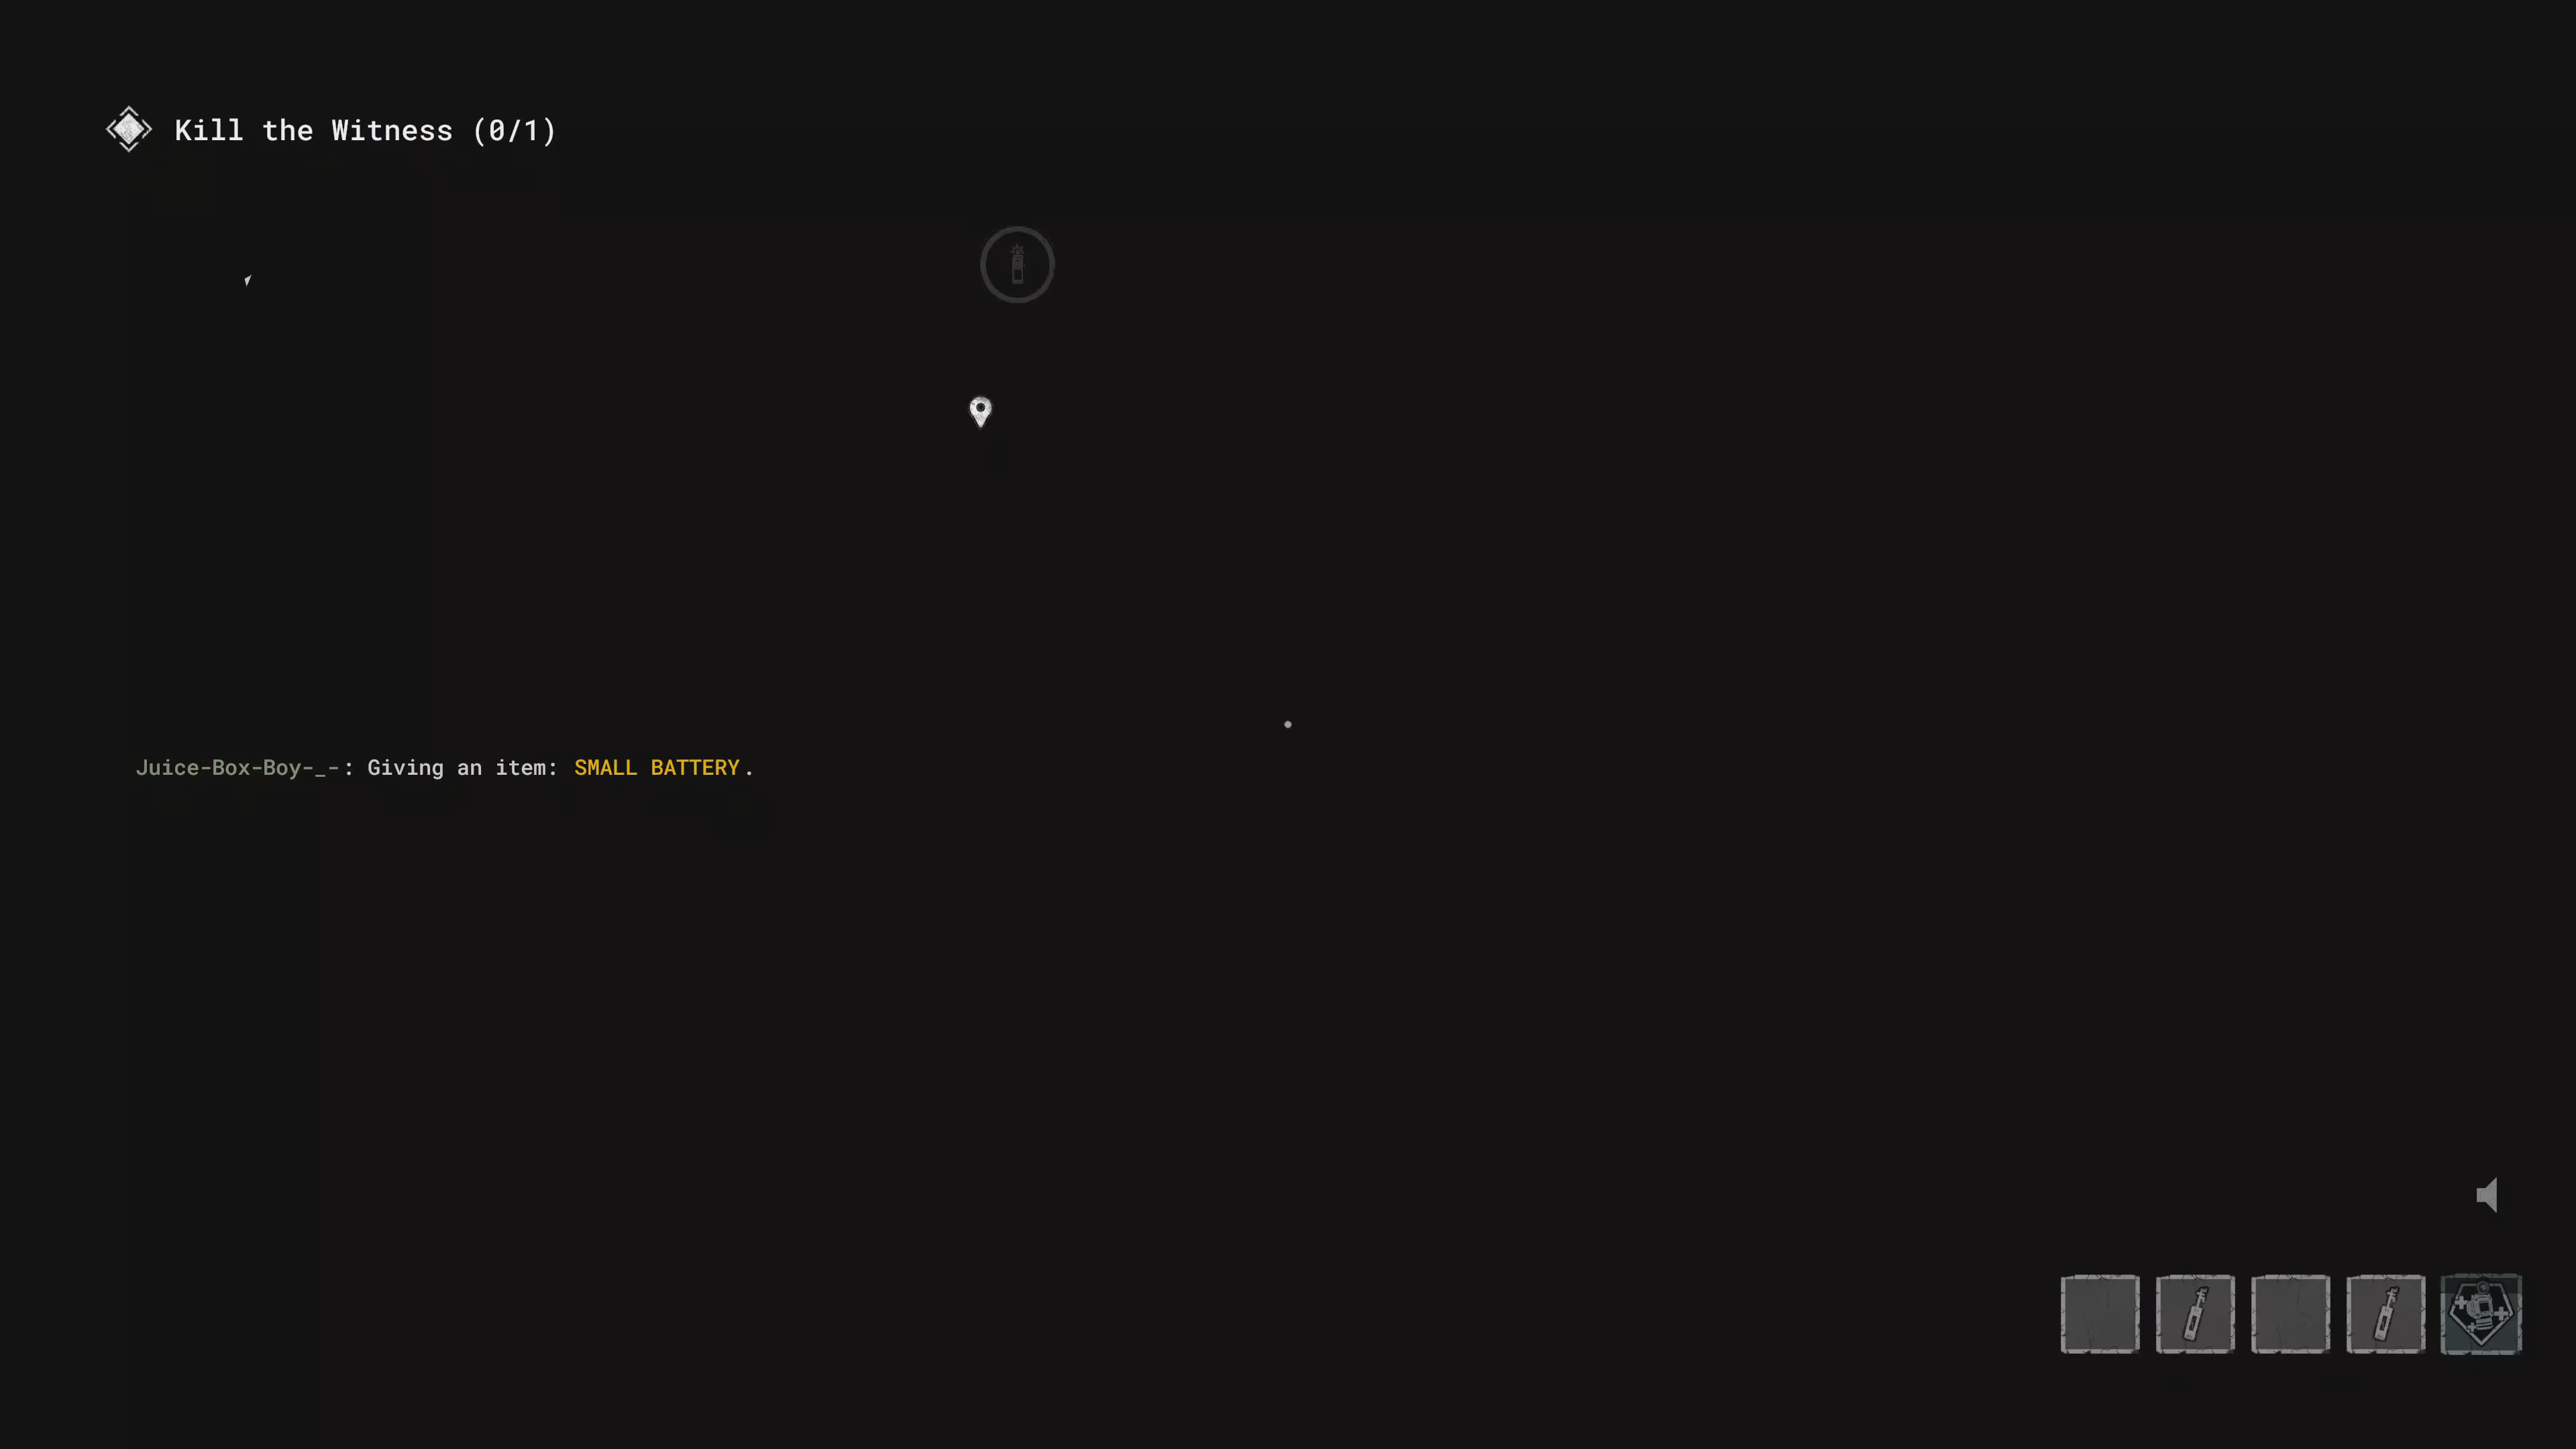 Kill the Witness (0/1)
Juice-Box-Boy-_-: Giving an item: SMALL BATTERY.